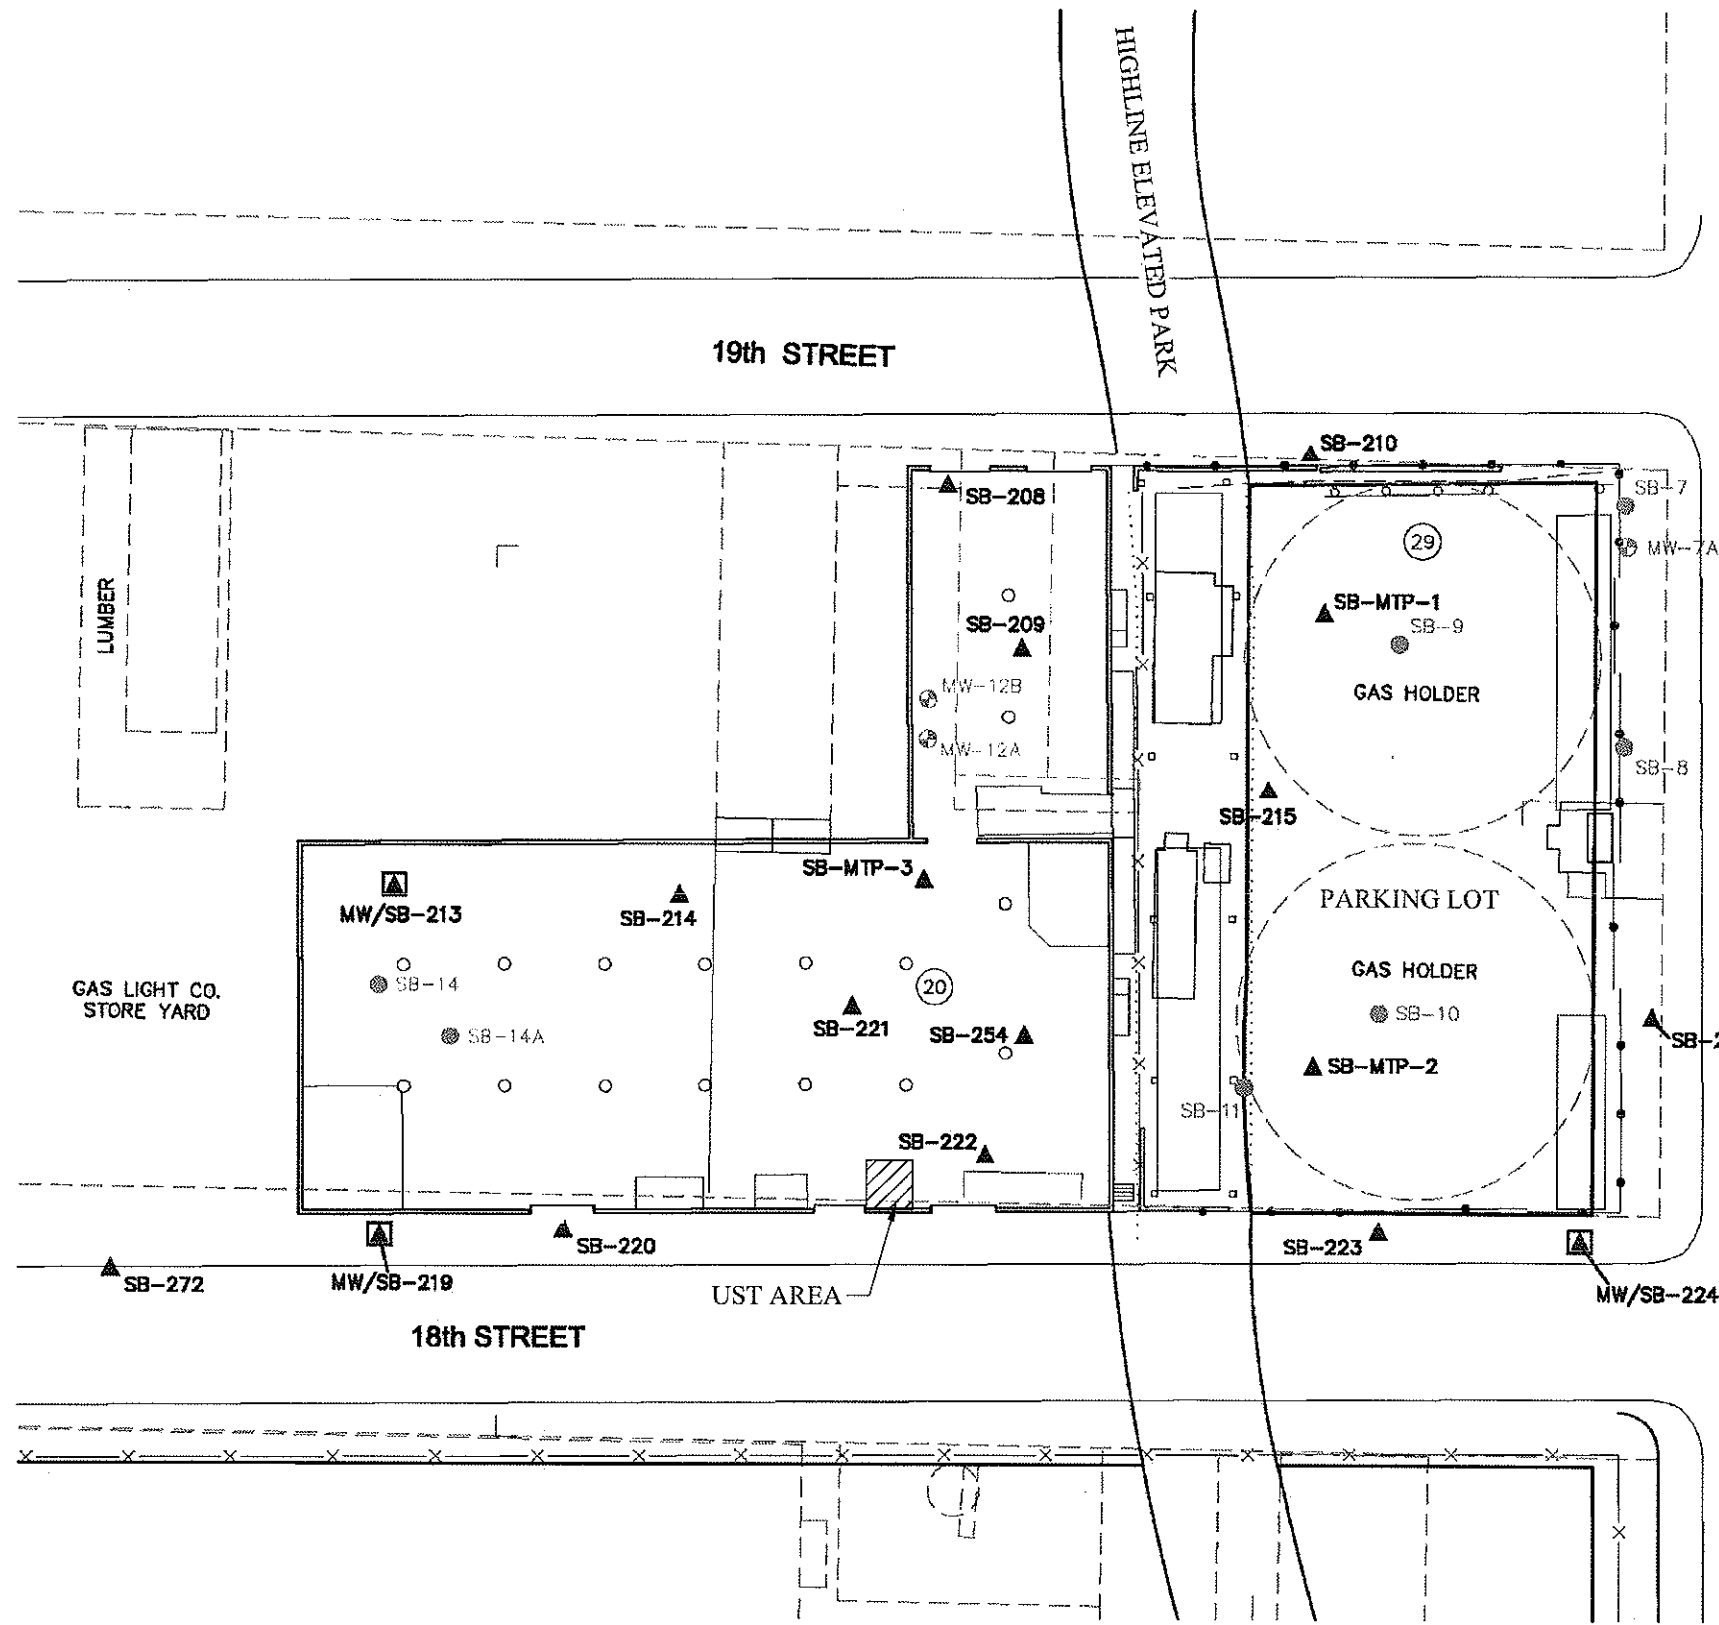 HIGHLINE ELEVATED PARK
19th STREET
SB-210
SB-208
SB-7
29
MW-7A
LUMBER
SB-MTP-1
SB-209
SB-9
MW-12B
GAS HOLDER
MW-12A
SB-8
SB-215
SB-MTP-3
PARKING LOT
MW/SB-213
SB-214
GAS HOLDER
SB-14
20
GAS LIGHT CO.
STORE YARD
SB-10
SB-221
SB-254
SB-14A
SB-2
SB-MTP-2
SB-11
SB-222
SB-220
SB-223
SB-272
MW/SB-219
UST AREA
MW/SB-224
18th STREET